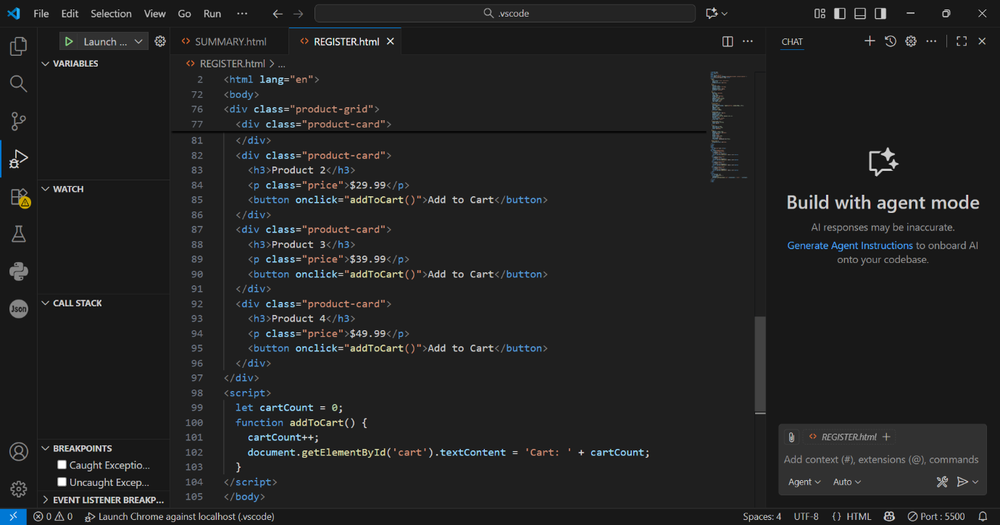 File Edit Selection View Go Run ··· .vscode
Launch ...
SUMMARY.html
REGISTER.html
CHAT
REGISTER.html > ...
VARIABLES
WATCH
CALL STACK
BREAKPOINTS
Caught Exceptio...
Uncaught Excep...
EVENT LISTENER BREAKP...
Json
2 <html lang="en">
72 <body>
76 <div class="product-grid">
77 <div class="product-card">
81 </div>
82 <div class="product-card">
83 <h3>Product 2</h3>
84 <p class="price">$29.99</p>
85 <button onclick="addToCart()">Add to Cart</button>
86 </div>
87 <div class="product-card">
88 <h3>Product 3</h3>
89 <p class="price">$39.99</p>
90 <button onclick="addToCart()">Add to Cart</button>
91 </div>
92 <div class="product-card">
93 <h3>Product 4</h3>
94 <p class="price">$49.99</p>
95 <button onclick="addToCart()">Add to Cart</button>
96 </div>
97 </div>
98 <script>
99 let cartCount = 0;
100 function addToCart() {
101 cartCount++;
102 document.getElementById('cart').textContent = 'Cart: ' + cartCount;
103 }
104 </script>
105 </body>
Build with agent mode
AI responses may be inaccurate.
Generate Agent Instructions to onboard AI
onto your codebase.
REGISTER.html
Add context (#), extensions (@), commands
Agent Auto
0 0 Launch Chrome against localhost (.vscode) Spaces: 4 UTF-8 {} HTML Port : 5500